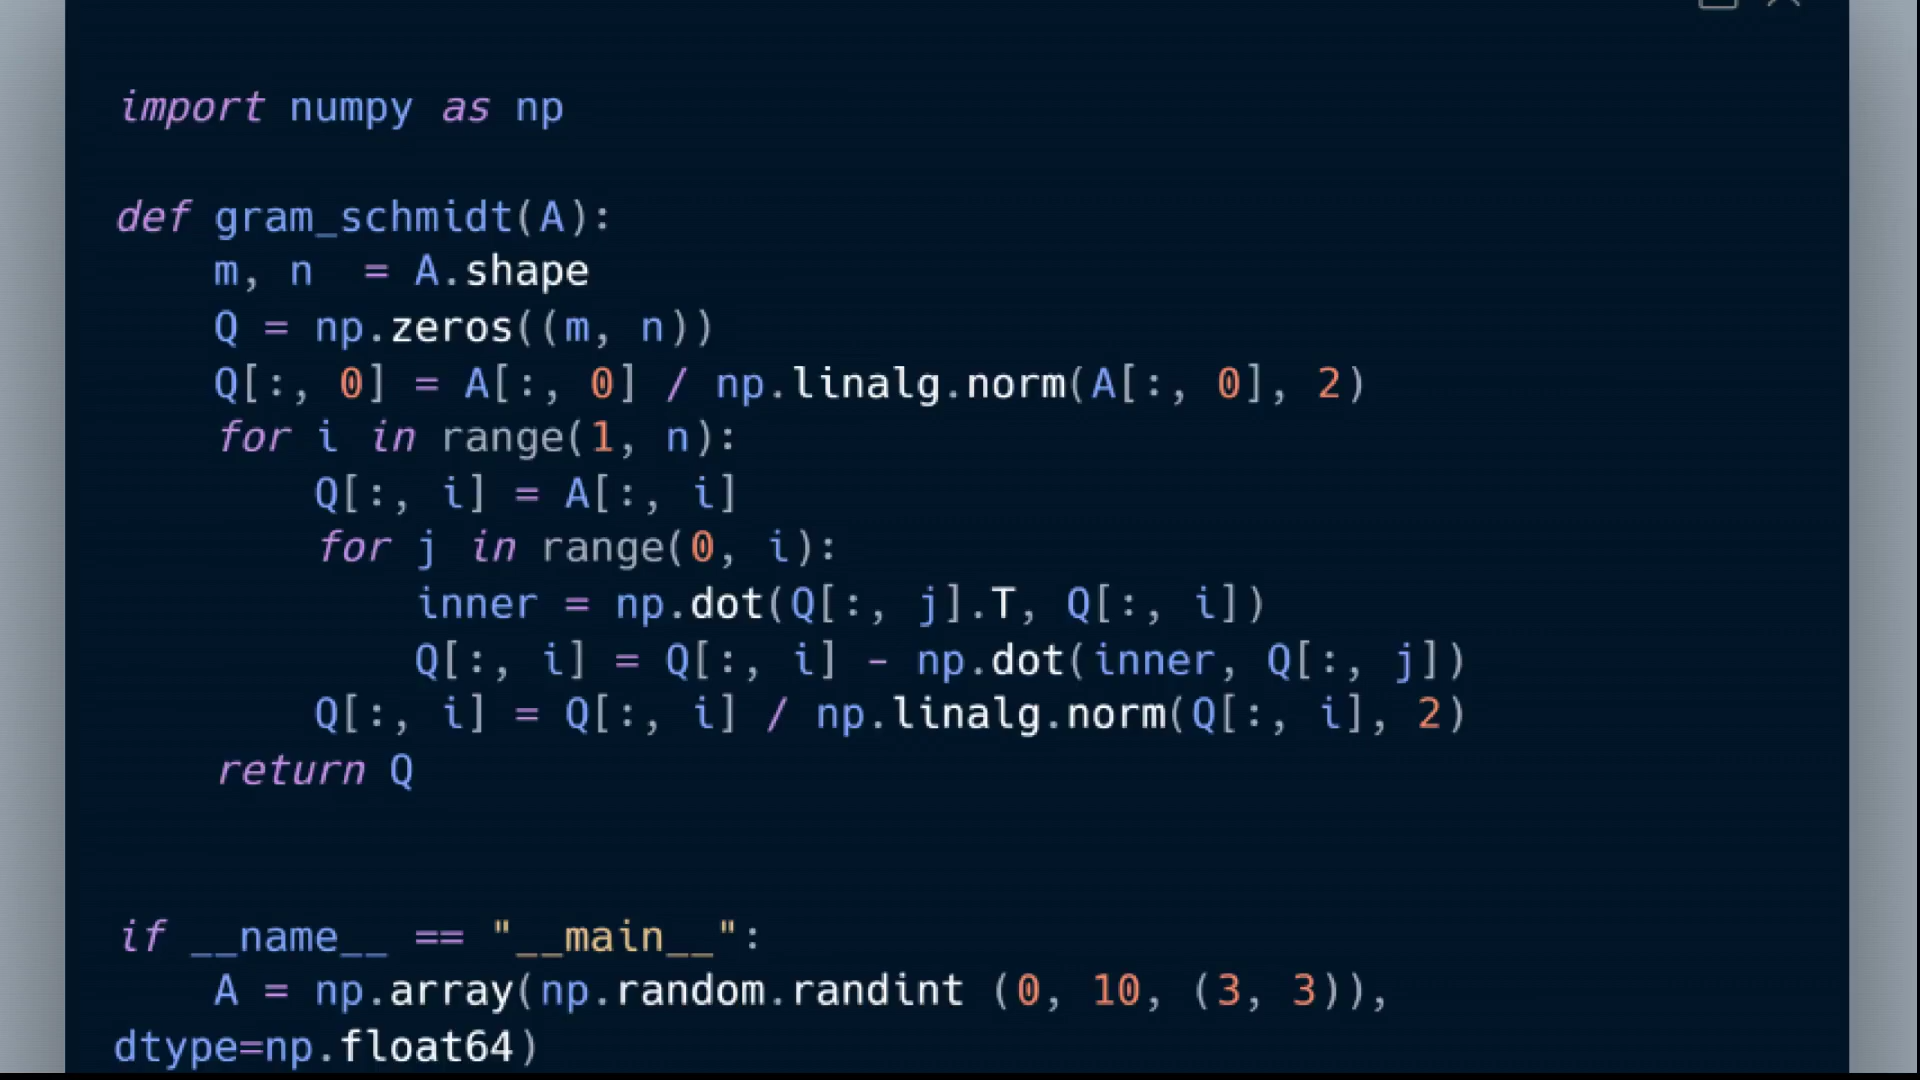 import numpy as np
def gram_schmidt(A):
    m, n  = A.shape
    Q = np.zeros((m, n))
    Q[:, 0] = A[:, 0] / np.linalg.norm(A[:, 0], 2)
    for i in range(1, n):
        Q[:, i] = A[:, i]
        for j in range(0, i):
            inner = np.dot(Q[:, j].T, Q[:, i])
            Q[:, i] = Q[:, i] - np.dot(inner, Q[:, j])
        Q[:, i] = Q[:, i] / np.linalg.norm(Q[:, i], 2)
    return Q
if __name__ == "__main__":
    A = np.array(np.random.randint (0, 10, (3, 3)),
dtype=np.float64)